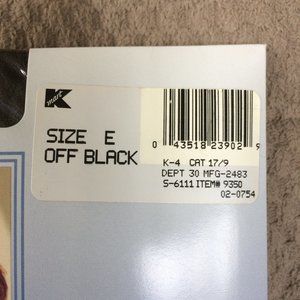 K mart
SIZE E
OFF BLACK
0 43518 23902 9
K-4 CAT 17/9
DEPT 30 MFG-2483
S-6111 ITEM# 9350
02-0754